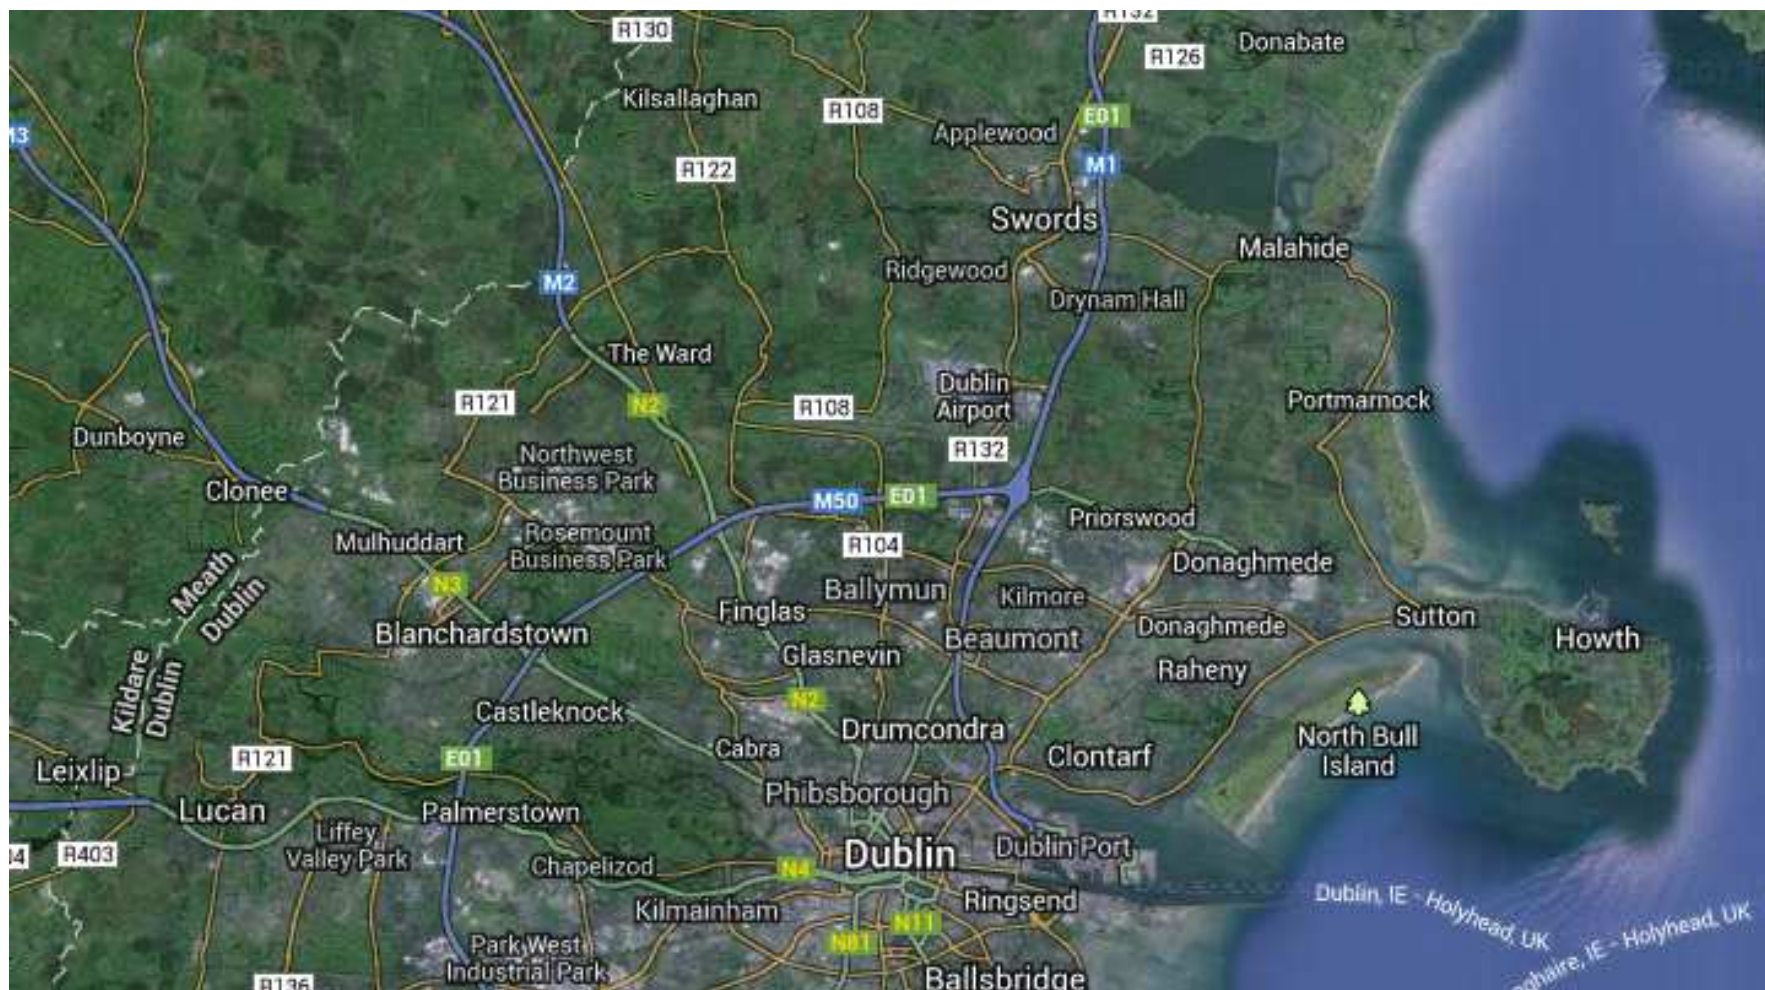 R132
R130
Donabate
R126
Kilsallaghan
R108
E01
Applewood
R122
M1
Swords
Malahide
Ridgewood
M2
Drynam Hall
The Ward
Dublin
Airport
R121
N2
R108
Portmarnock
Dunboyne
R132
Northwest
Business Park
Clonee
M50
E01
Priorswood
Rosemount
Business Park
Mulhuddart
R104
Donaghmede
N3
Meath
Dublin
Ballymun
Kilmore
Finglas
Sutton
Blanchardstown
Beaumont
Donaghmede
Howth
Glasnevin
Raheny
Kildare
Dublin
N2
Castleknock
Drumcondra
North Bull
Island
Cabra
Clontarf
E01
R121
Leixlip
Phibsborough
Lucan
Palmerstown
Liffey
Valley Park
Dublin Port
Dublin
R403
Chapelizod
N4
Dublin, IE - Holyhead, UK
Ringsend
Kilmainham
N11
N81
Park West
Industrial Park
Ballsbridge
R136
ghaire, IE - Holyhead, UK